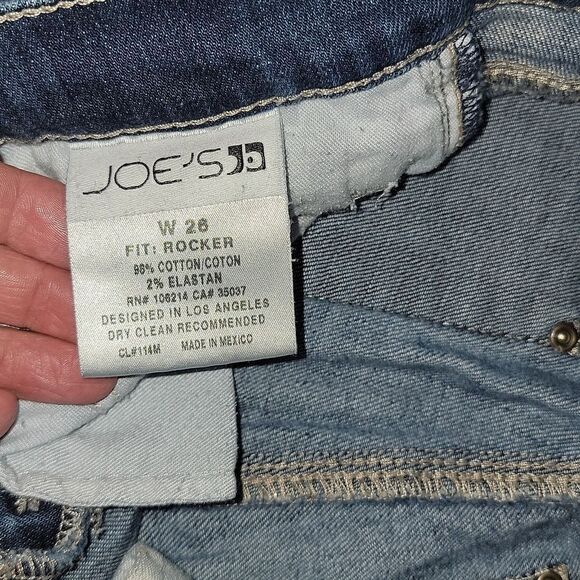 JOE'S
W 26
FIT: ROCKER
98% COTTON/COTON
2% ELASTAN
RN# 106214 CA# 35037
DESIGNED IN LOS ANGELES
DRY CLEAN RECOMMENDED
CL#114M MADE IN MEXICO